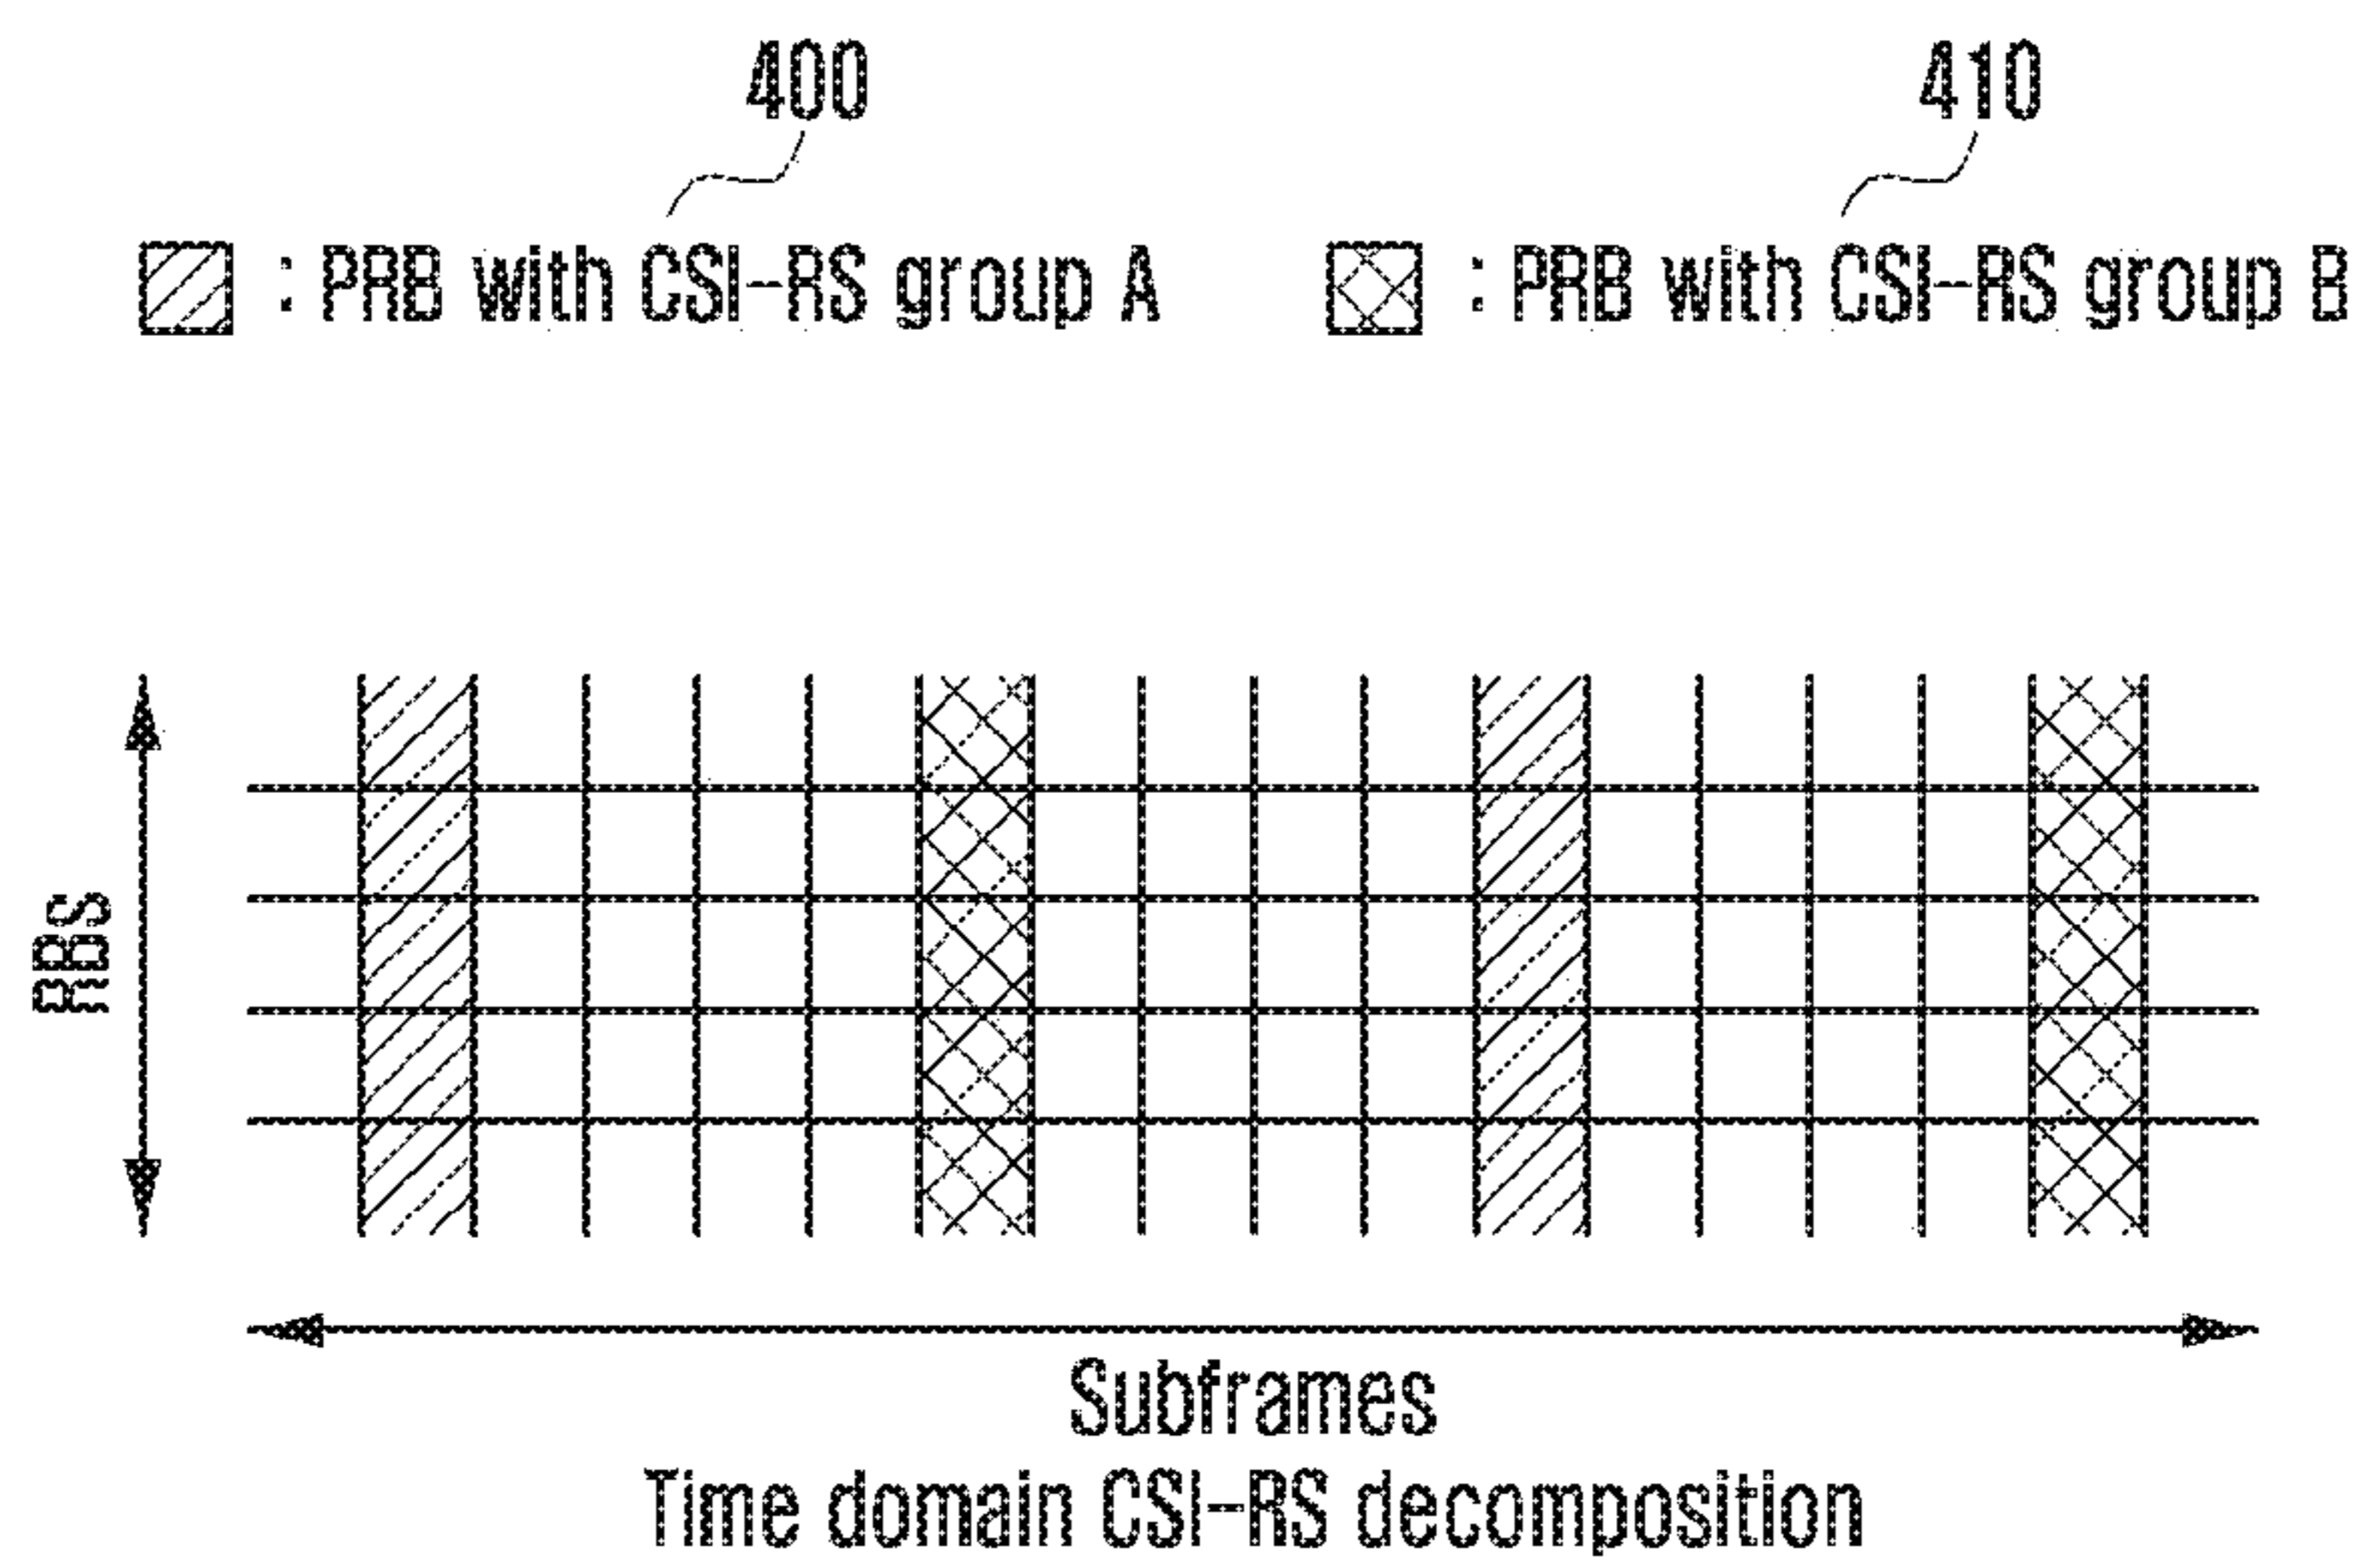 400 410
: PRB with CSI-RS group A : PRB with CSI-RS group B
RBs
Subframes
Time domain CSI-RS decomposition